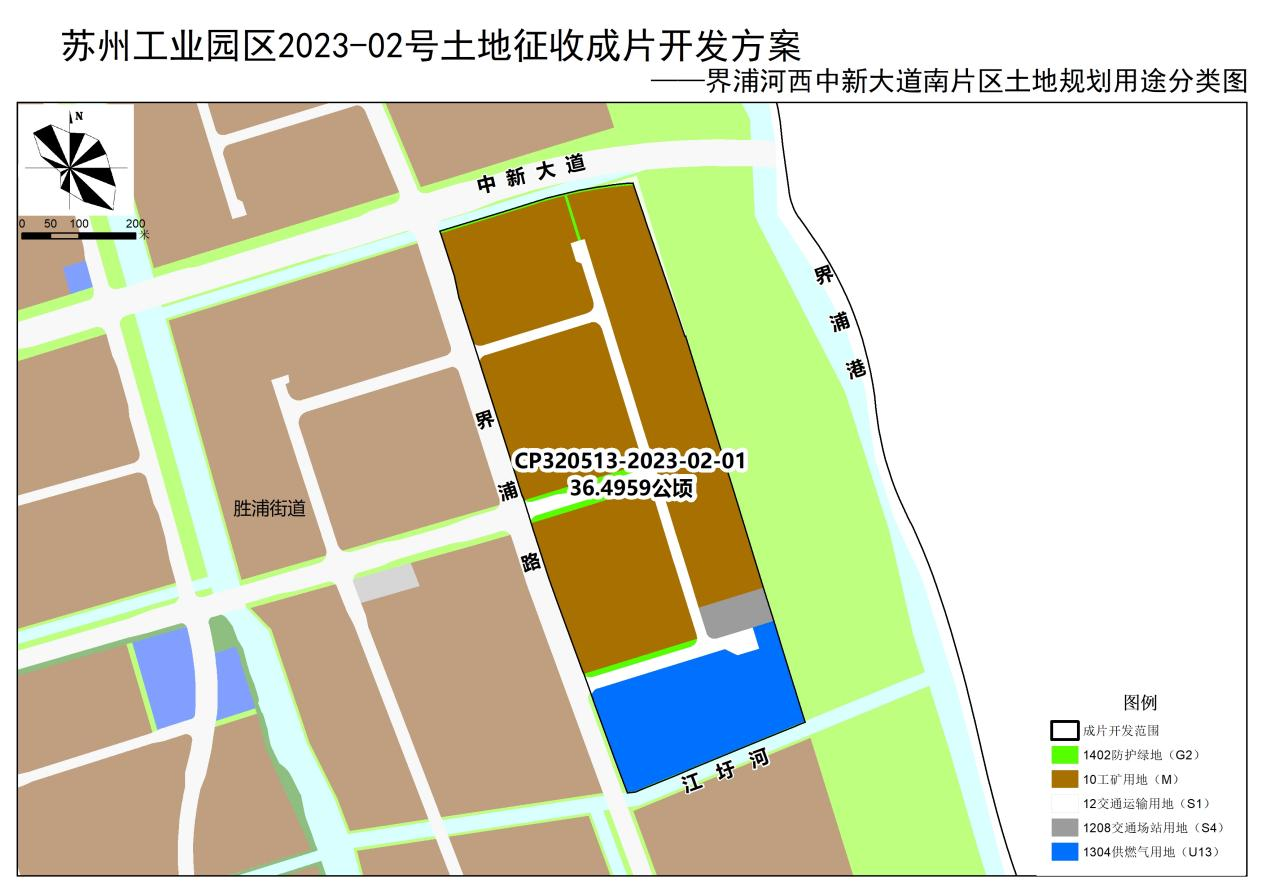 苏州工业园区2023-02号土地征收成片开发方案
——界浦河西中新大道南片区土地规划用途分类图
N
0 50 100 200
米
中新大道
界浦港
界浦路
CP320513-2023-02-01
36.4959公顷
胜浦街道
江圩河
图例
成片开发范围
1402防护绿地（G2）
10工矿用地（M）
12交通运输用地（S1）
1208交通场站用地（S4）
1304供燃气用地（U13）